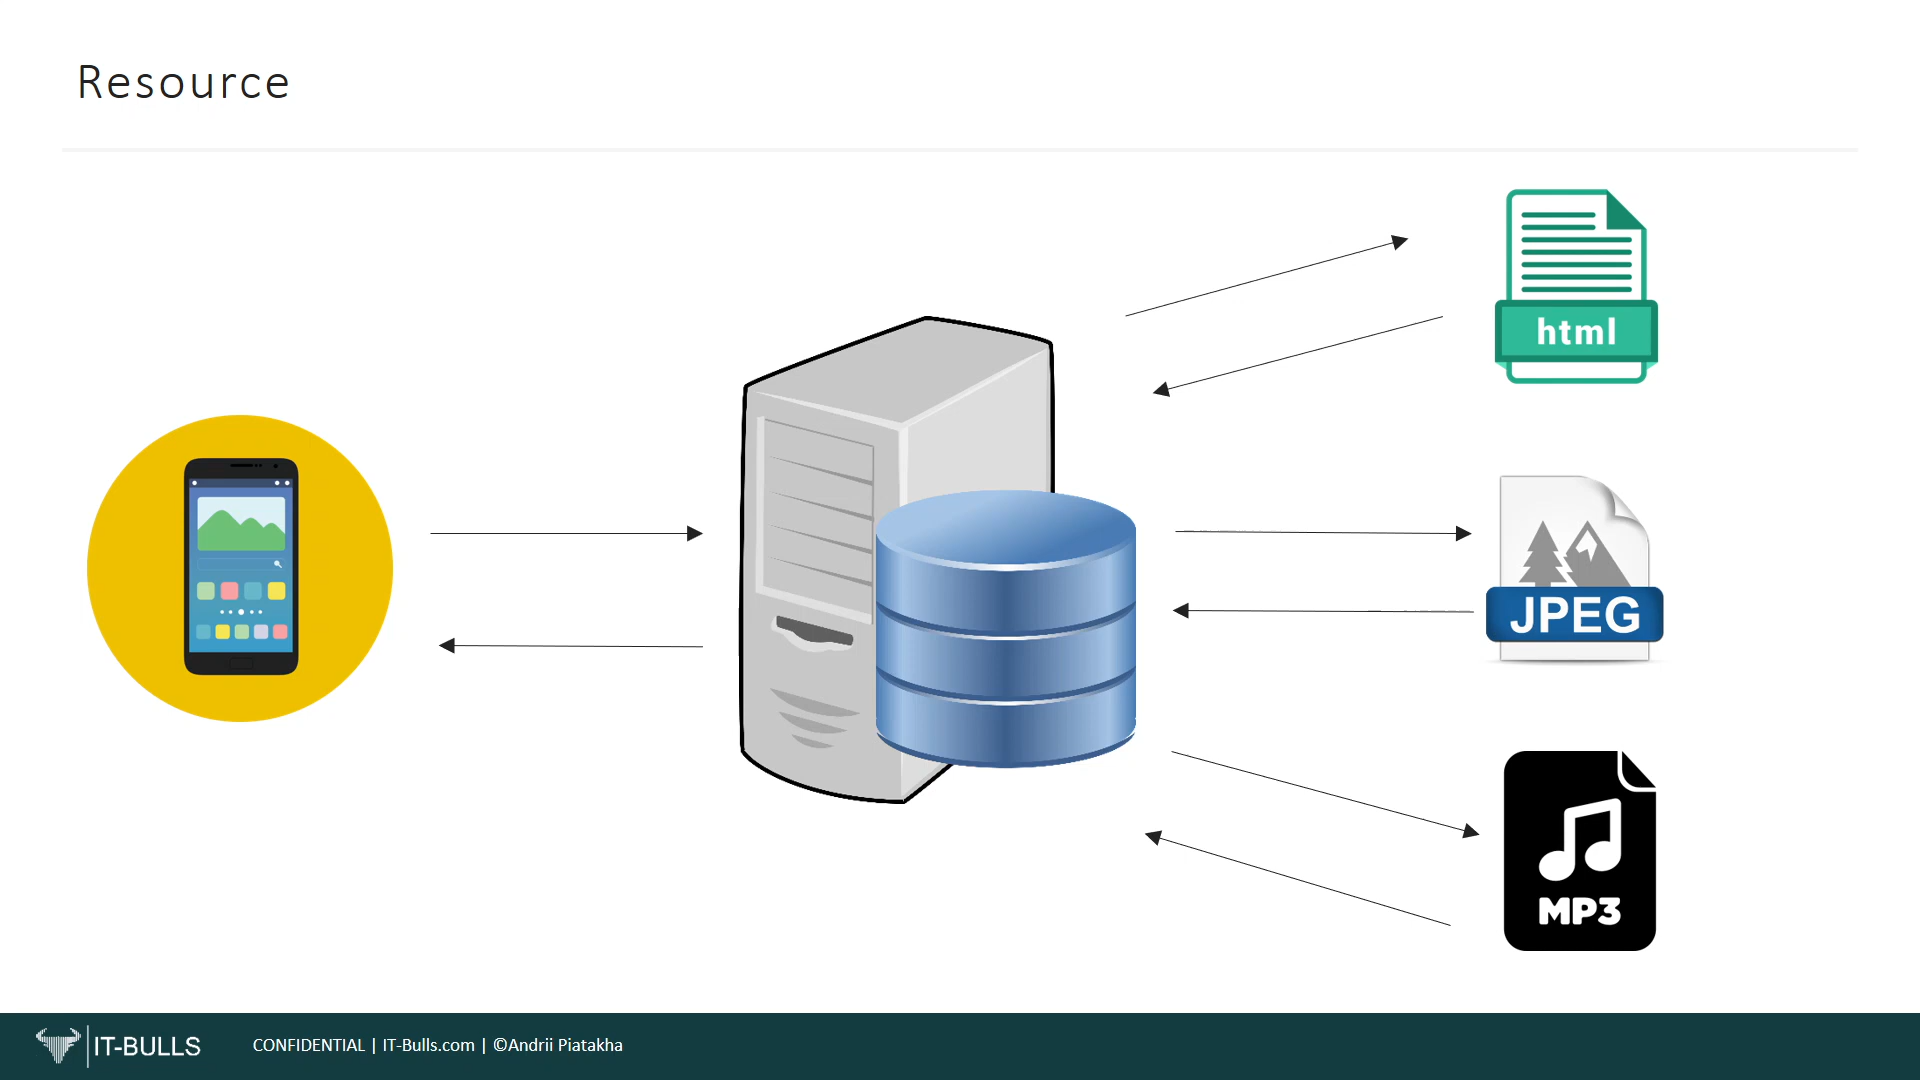 Resource
html
JPEG
MP3
IT-BULLS
CONFIDENTIAL | IT-Bulls.com | ©Andrii Piatakha